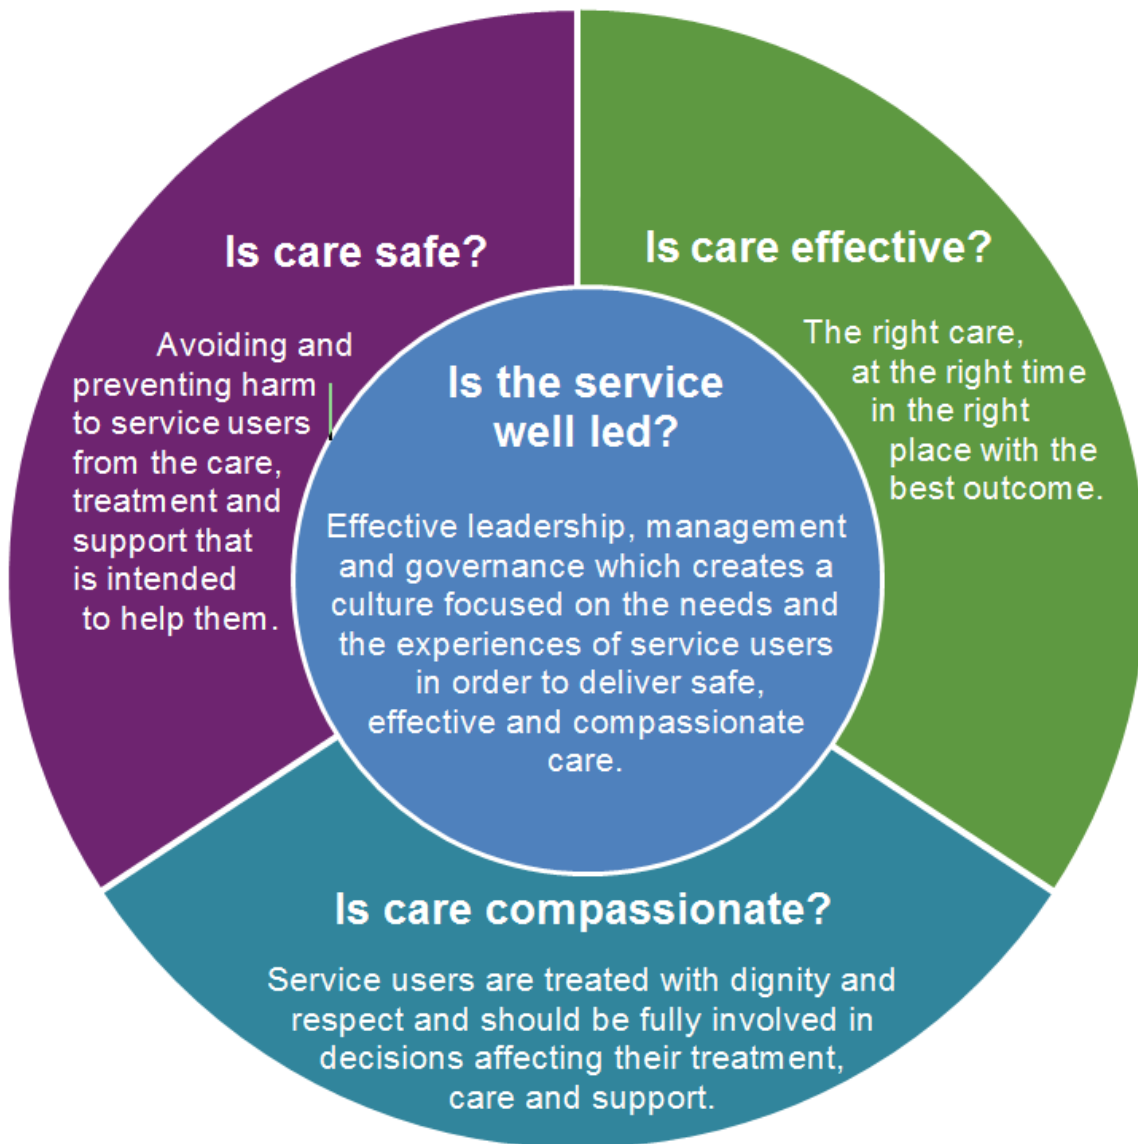 Is care safe?
Avoiding and
preventing harm
to service users
from the care,
treatment and
support that
is intended
to help them.
Is care effective?
The right care,
at the right time
in the right
place with the
best outcome.
Is the service
well led?
Effective leadership, management
and governance which creates a
culture focused on the needs and
the experiences of service users
in order to deliver safe,
effective and compassionate
care.
Is care compassionate?
Service users are treated with dignity and
respect and should be fully involved in
decisions affecting their treatment,
care and support.